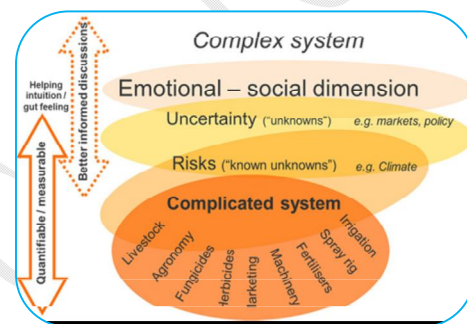 Complex system
Helping
intuition /
gut feeling
Better informed discussions
Quantifiable / measurable
Emotional – social dimension
Uncertainty ("unknowns") e.g. markets, policy
Risks ("known unknowns") e.g. Climate
Complicated system
Livestock
Agronomy
Fungicides
Herbicides
Marketing
Machinery
Fertilisers
Spray rig
Irrigation